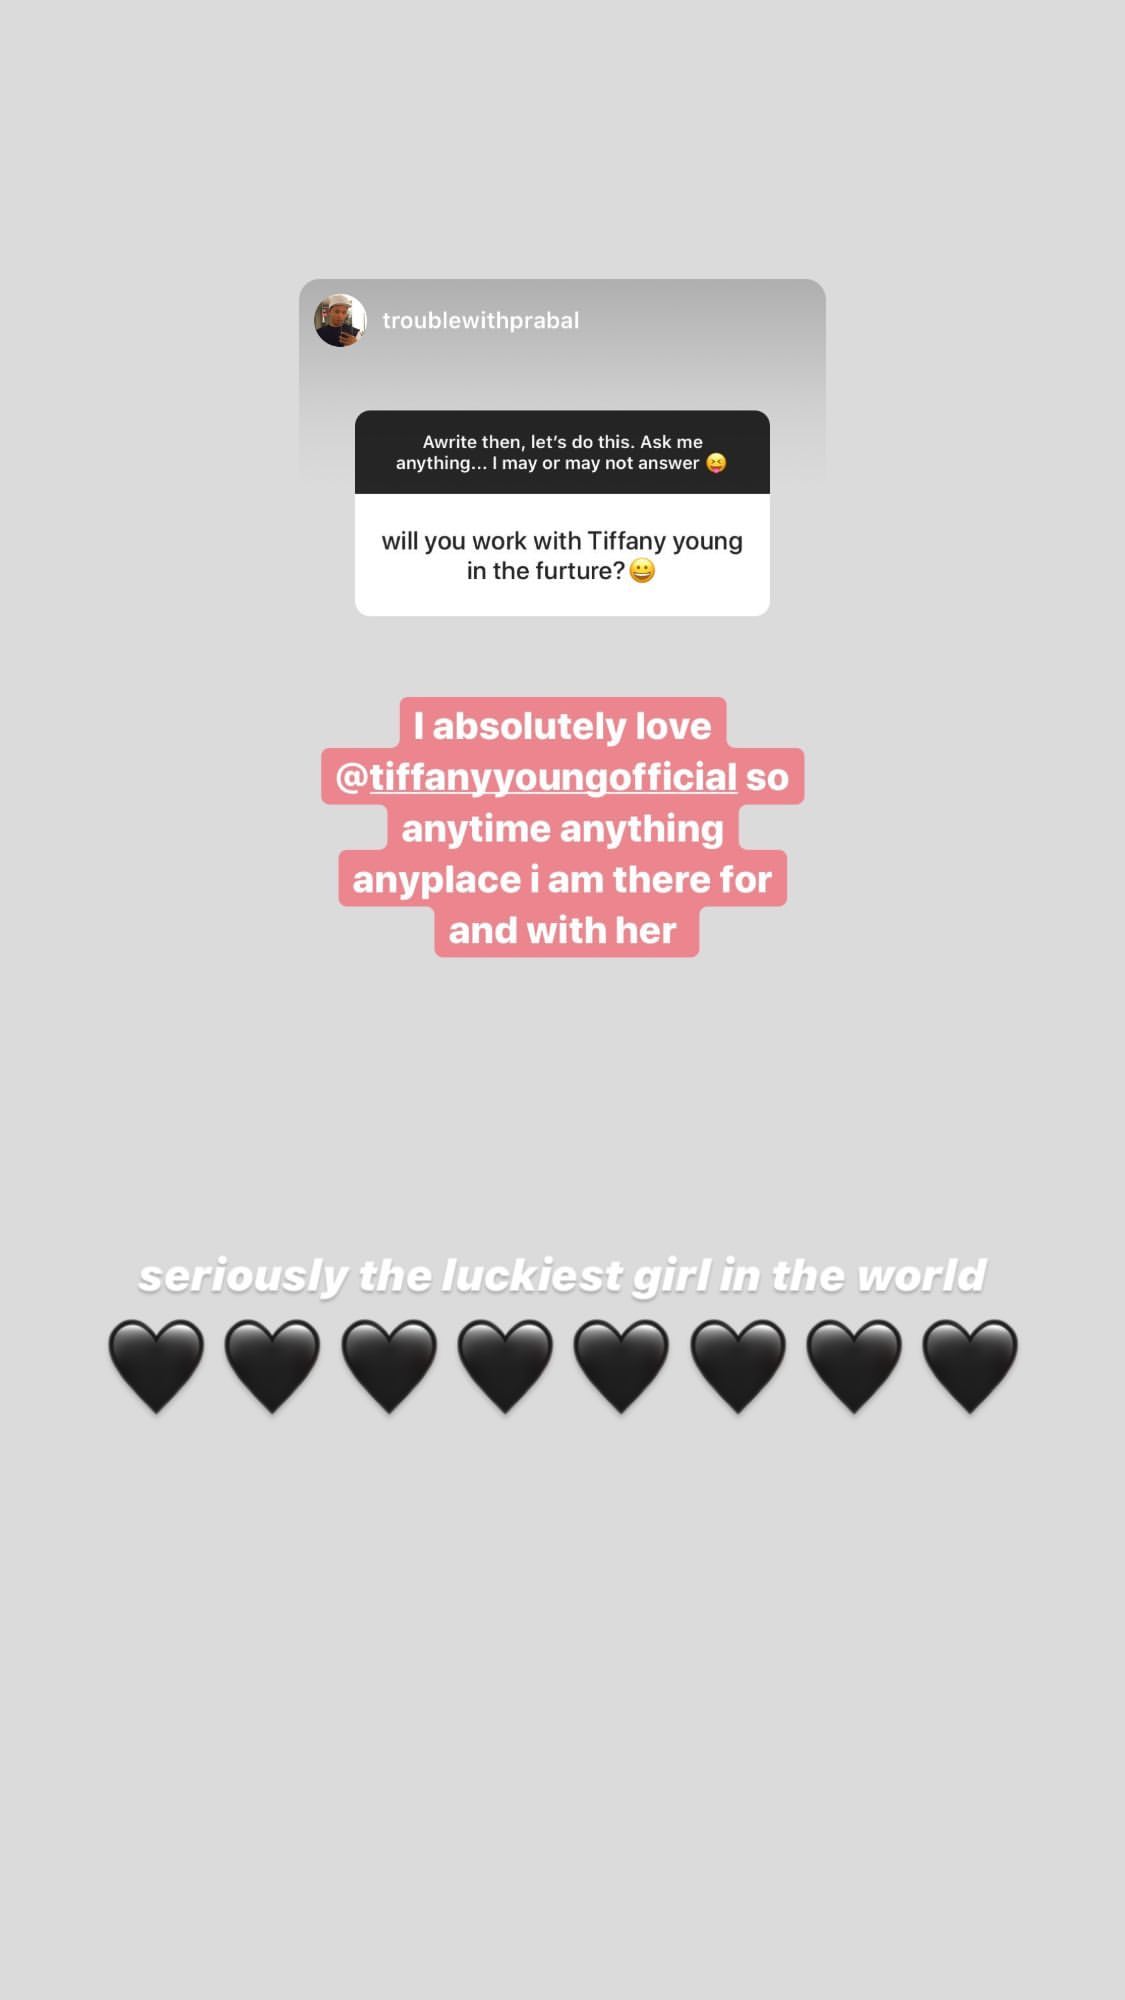 troublewithprabal
Awrite then, let's do this. Ask me
anything... I may or may not answer 😝
will you work with Tiffany young
in the furture?😀
I absolutely love
@tiffanyyoungofficial so
anytime anything
anyplace i am there for
and with her
seriously the luckiest girl in the world
🖤🖤🖤🖤🖤🖤🖤🖤